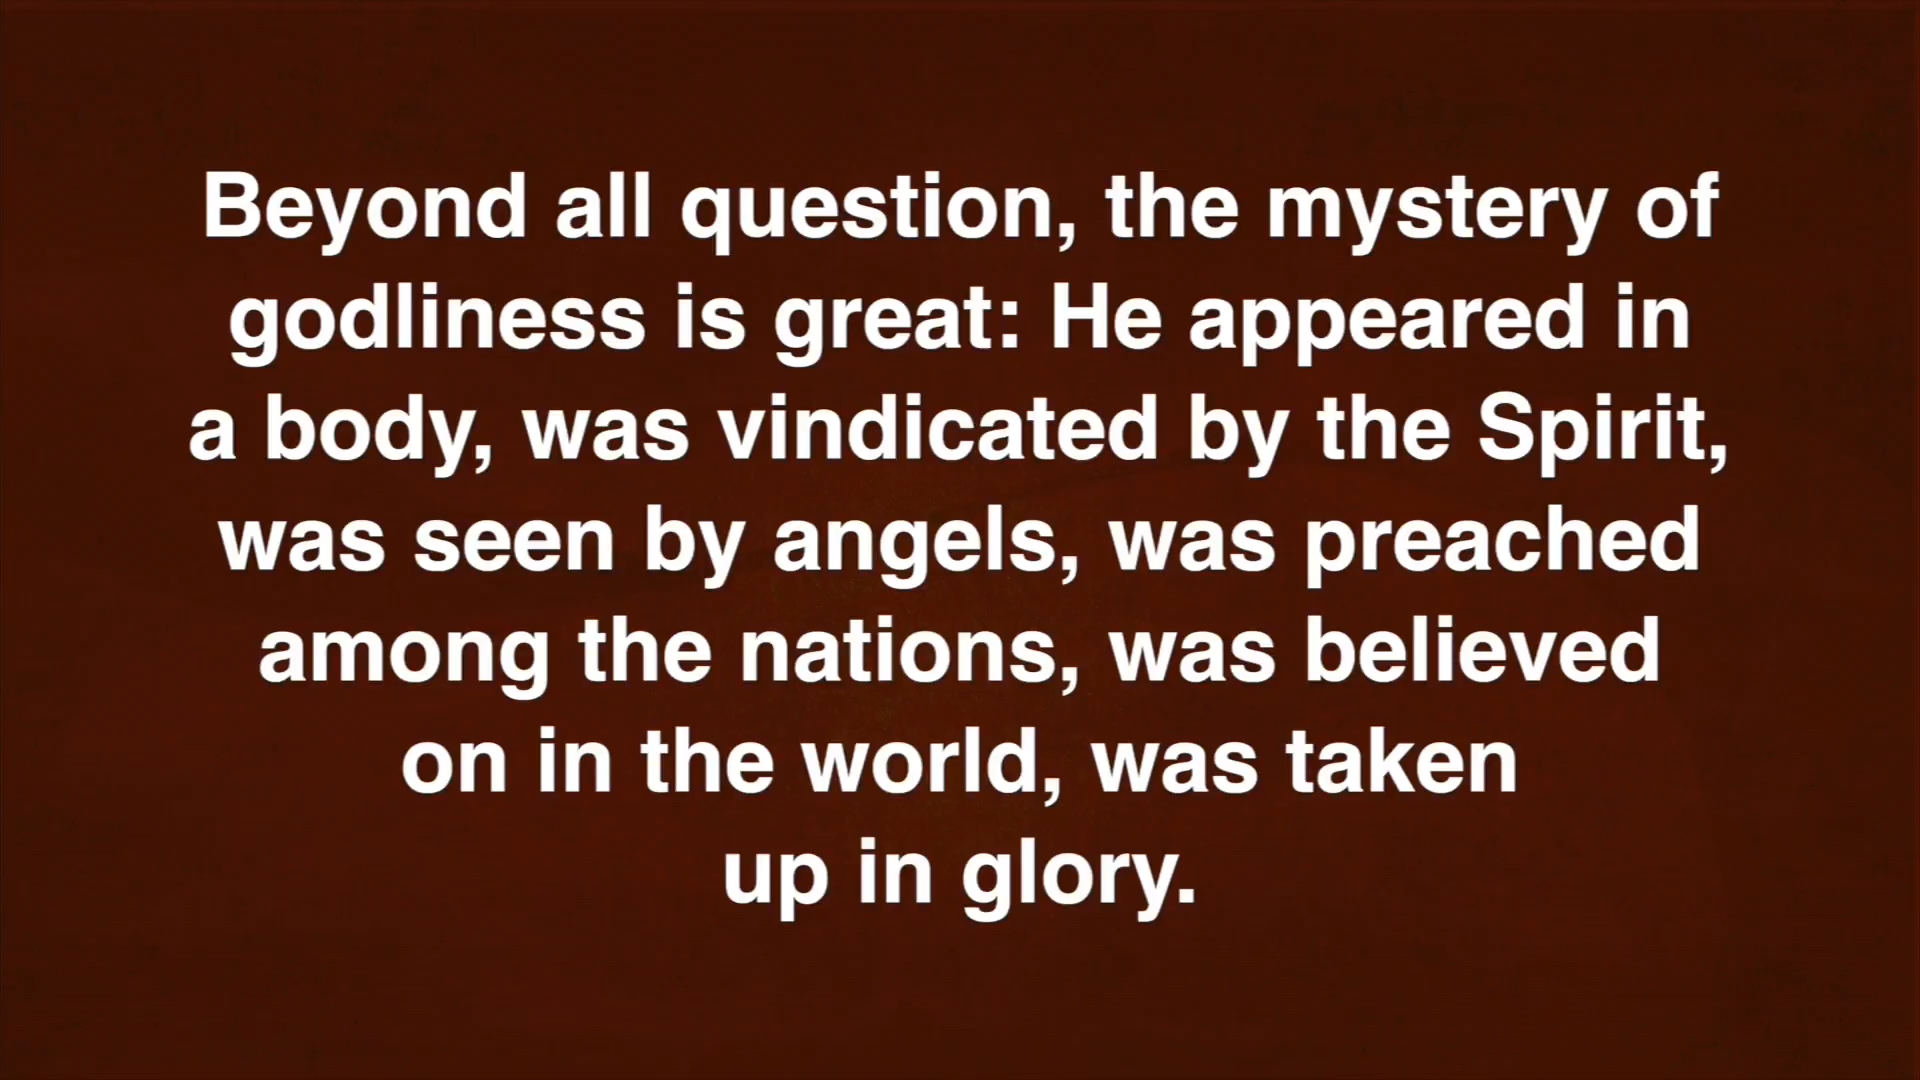 Beyond all question, the mystery of
godliness is great: He appeared in
a body, was vindicated by the Spirit,
was seen by angels, was preached
among the nations, was believed
on in the world, was taken
up in glory.